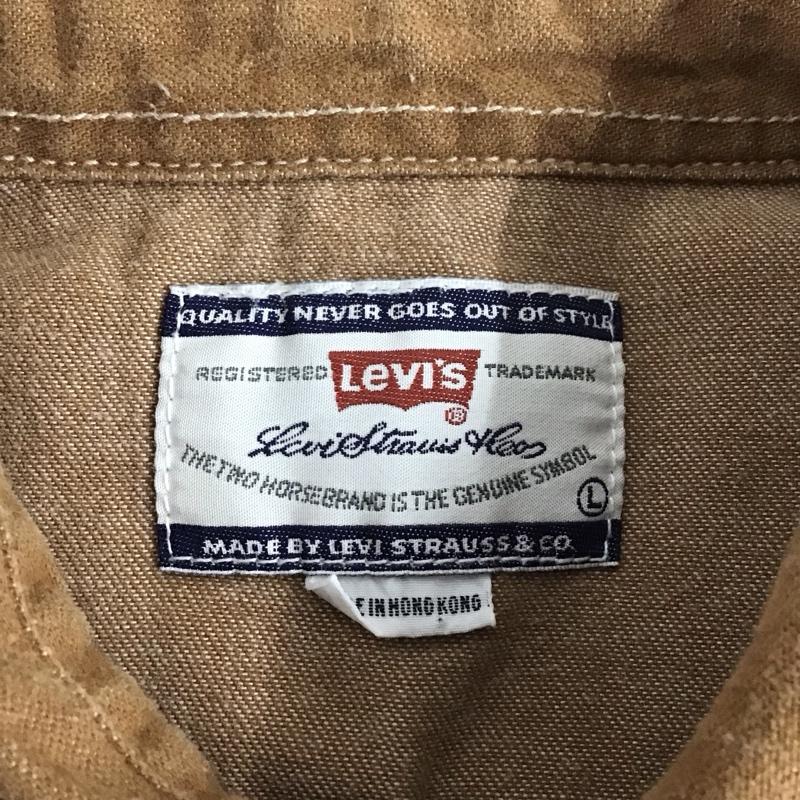 QUALITY NEVER GOES OUT OF STYLE
REGISTERED LEVI'S TRADEMARK
®
Levi Strauss & Co
THE TWO HORSE BRAND IS THE GENUINE SYMBOL
L
MADE BY LEVI STRAUSS & CO.
E IN HONG KONG